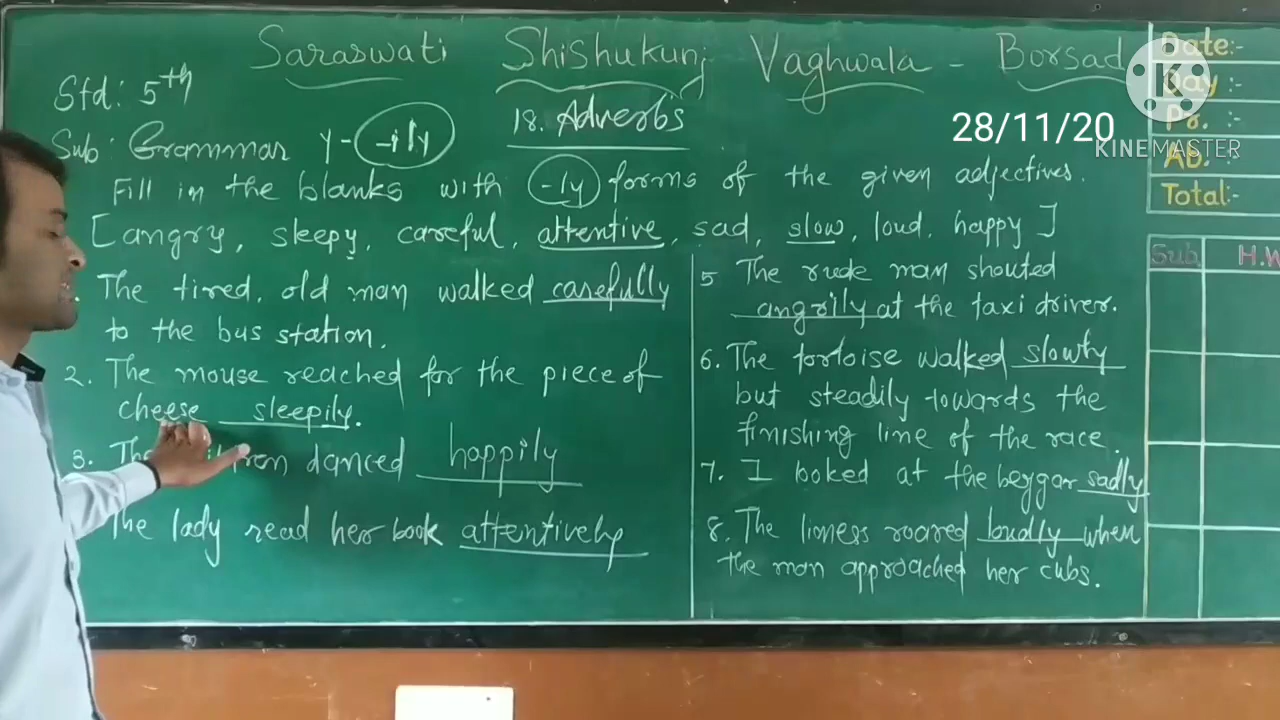 Saraswati Shishukunj Vaghwala - Borsad
Std: 5th
18. Adverb's
Sub: Grammar y - -ily
Fill in the blanks with -ly forms of the given adjectives.
[angry, sleepy, careful, attentive, sad, slow, loud, happy]
. The tired, old man walked carefully
to the bus station.
2. The mouse reached for the piece of
cheese sleepily.
3. The danced happily
The lady read her book attentively
5 The rude man shouted
angrily at the taxi driver.
6. The tortoise walked slowly
but steadily towards the
finishing line of the race.
7. I looked at the beggar sadly
8. The lioness roared loudly when
the man approached her cubs.
Date:-
Day :-
Pr. :-
AB. :-
Total:-
Sub H.W
28/11/20
K
KINEMASTER